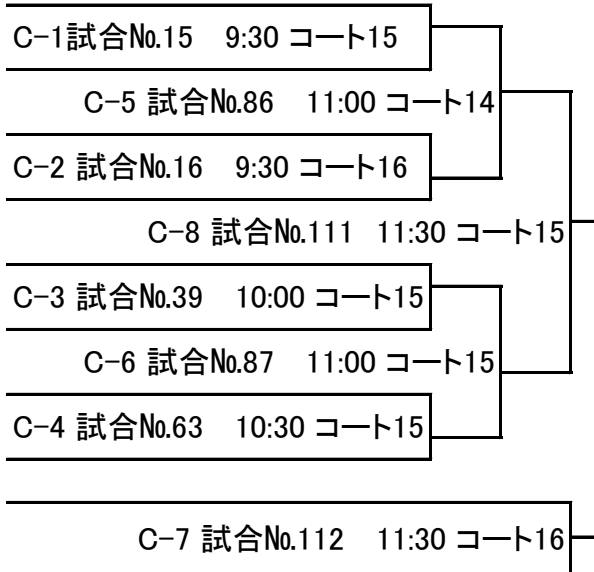 C-1試合№15　9:30 コート15
C-5 試合№86　11:00 コート14
C-2 試合№16　9:30 コート16
C-8 試合№111　11:30 コート15
C-3 試合№39　10:00 コート15
C-6 試合№87　11:00 コート15
C-4 試合№63　10:30 コート15
C-7 試合№112　11:30 コート16